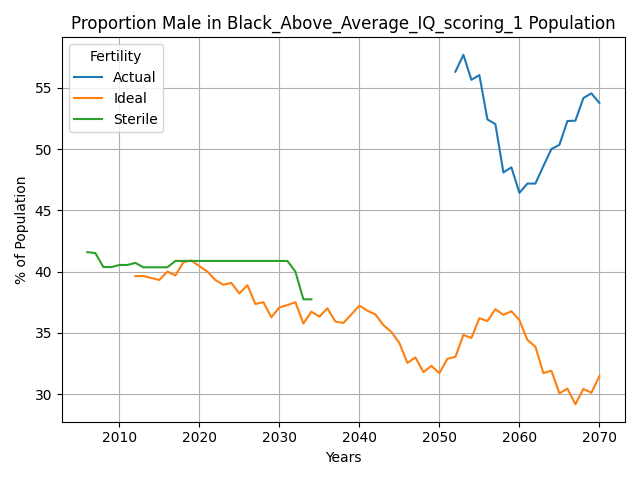 Proportion Male in Black_Above_Average_IQ_scoring_1 Population
Fertility
Actual
Ideal
Sterile
% of Population
55
50
45
40
35
30
2010 2020 2030 2040 2050 2060 2070
Years